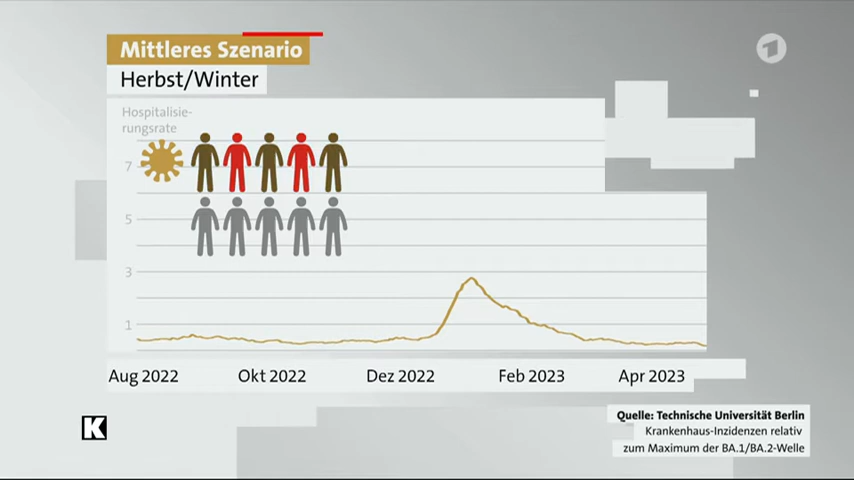 Mittleres Szenario
Herbst/Winter
Hospitalisie-
rungsrate
7
5
3
1
Aug 2022 Okt 2022 Dez 2022 Feb 2023 Apr 2023
Quelle: Technische Universität Berlin
Krankenhaus-Inzidenzen relativ
zum Maximum der BA.1/BA.2-Welle
1
K